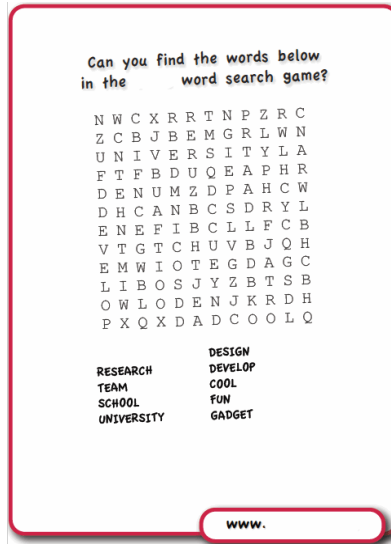 Can you find the words below
in the word search game?
N W C X R R T N P Z R C
Z C B J B E M G R L W N
U N I V E R S I T Y L A
F T F B D U Q E A P H R
D E N U M Z D P A H C W
D H C A N B C S D R Y L
E N E F I B C L L F C B
V T G T C H U V B J Q H
E M W I O T E G D A G C
L I B O S J Y Z B T S B
O W L O D E N J K R D H
P X Q X D A D C O O L Q
DESIGN
RESEARCH DEVELOP
TEAM COOL
SCHOOL FUN
UNIVERSITY GADGET
www.